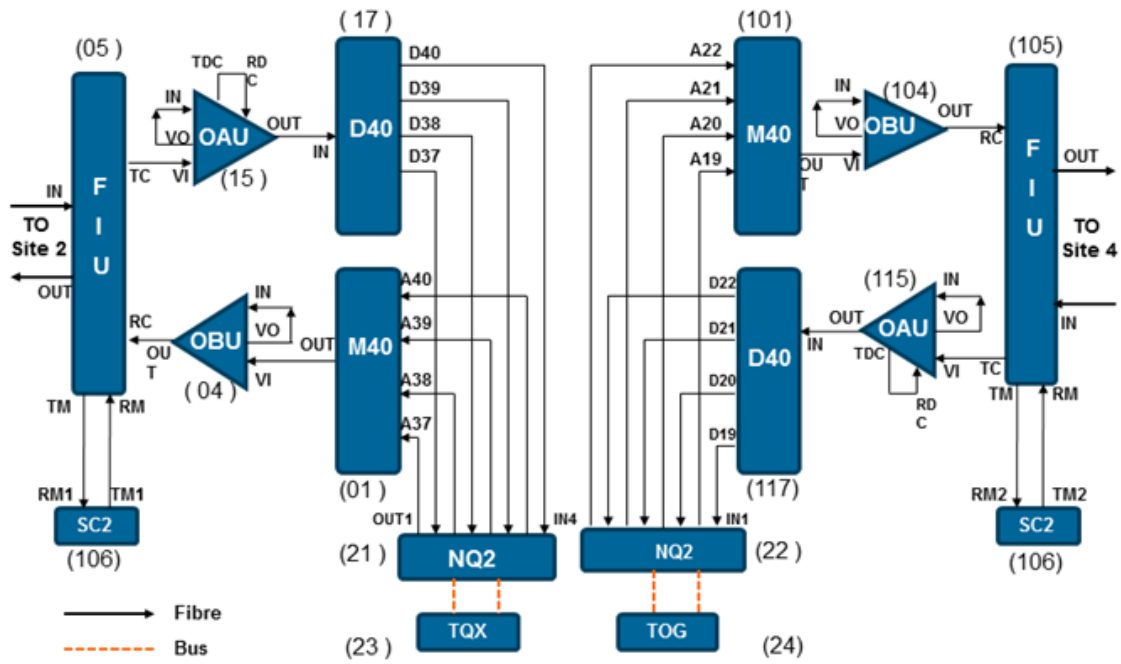 (05 )
( 17)
(101)
(105)
TDC
RD
C
IN
VO
OAU
OUT
TC
VI
(15 )
IN
D40
D40
D39
D38
D37
A22
A21
A20
A19
M40
OU
T
IN
VO
VI
OBU
(104)
OUT
RC
F
I
U
OUT
TO
Site 4
IN
IN
TO
Site 2
OUT
F
I
U
RC
OU
T
OBU
IN
VO
VI
( 04 )
OUT
M40
A40
A39
A38
A37
(01)
D22
D21
D20
D19
D40
(117)
IN
OUT
(115)
OAU
IN
VO
VI
TDC
RD
C
TC
TM
RM
TM
RM
RM1
TM1
SC2
(106)
OUT1
IN4
(21 )
NQ2
IN1
NQ2
(22 )
RM2
TM2
SC2
(106)
Fibre
Bus
(23 )
TQX
TOG
(24)